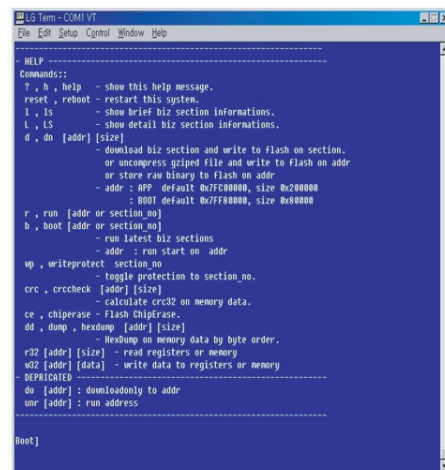 LG Term - COM1 VT
File Edit Setup Control Window Help
------------------------------------------------------------
- HELP -----------------------------------------------------
Commands::
? , h , help - show this help message.
reset , reboot - restart this system.
l , ls - show brief biz section informations.
L , LS - show detail biz section informations.
d , dn [addr] [size]
- download biz section and write to flash on section.
or uncompress gziped file and write to flash on addr
or store raw binary to flash on addr
- addr : APP default 0x7FC00000, size 0x200000
: BOOT default 0x7FF80000, size 0x80000
r , run [addr or section_no]
b , boot [addr or section_no]
- run latest biz sections
- addr : run start on addr
wp , writeprotect section_no
- toggle protection to section_no.
crc , crccheck [addr] [size]
- calculate crc32 on memory data.
ce , chiperase - Flash ChipErase.
dd , dump , hexdump [addr] [size]
- HexDump on memory data by byte order.
r32 [addr] [size] - read registers or memory
w32 [addr] [data] - write data to registers or memory
- DEPRICATED -----------------------------------------------
do [addr] : downloadonly to addr
unr [addr] : run address
------------------------------------------------------------
Boot]